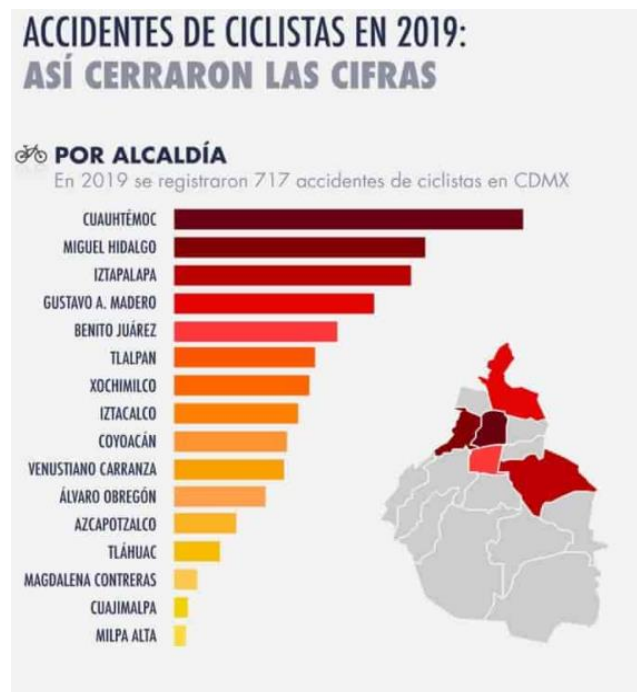 ACCIDENTES DE CICLISTAS EN 2019:
ASÍ CERRARON LAS CIFRAS
POR ALCALDÍA
En 2019 se registraron 717 accidentes de ciclistas en CDMX
CUAUHTÉMOC
MIGUEL HIDALGO
IZTAPALAPA
GUSTAVO A. MADERO
BENITO JUÁREZ
TLALPAN
XOCHIMILCO
IZTACALCO
COYOACÁN
VENUSTIANO CARRANZA
ÁLVARO OBREGÓN
AZCAPOTZALCO
TLÁHUAC
MAGDALENA CONTRERAS
CUAJIMALPA
MILPA ALTA